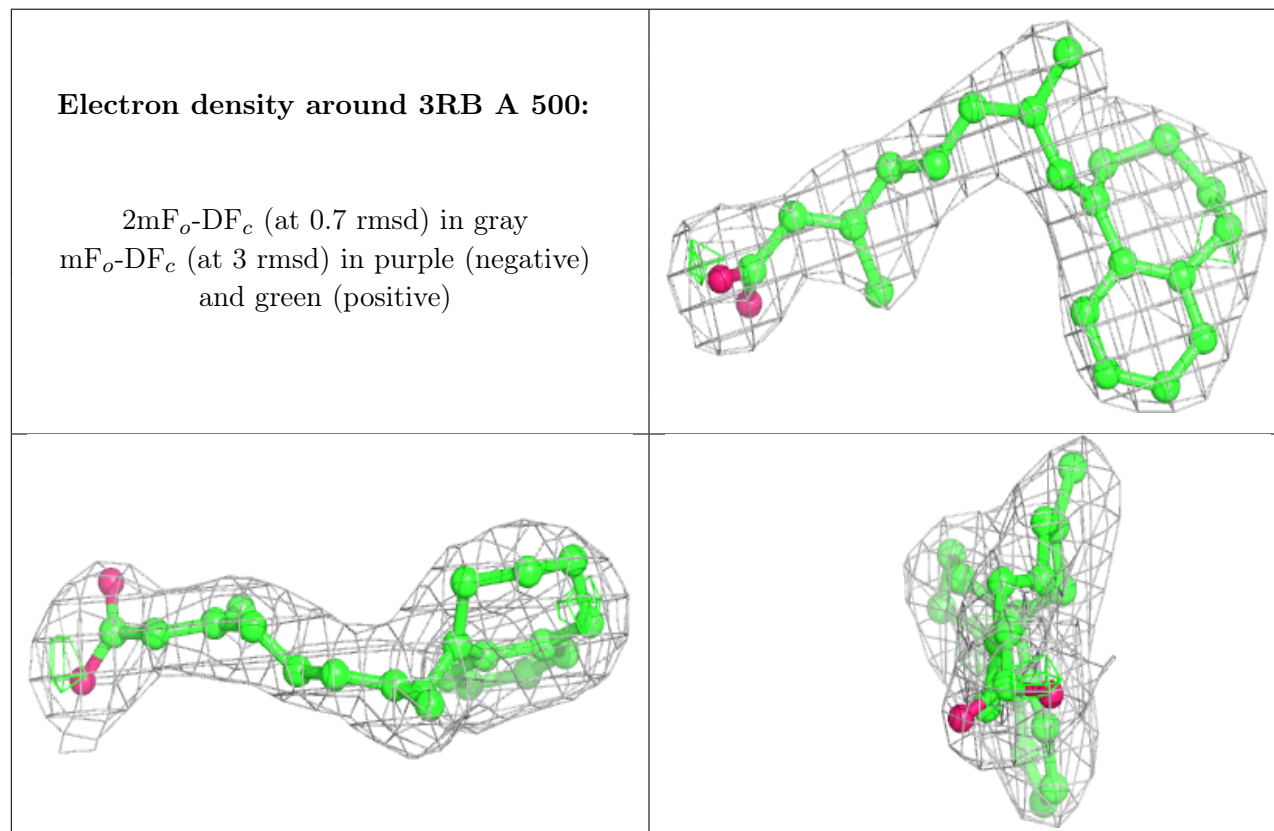 Electron density around 3RB A 500:
2mFo-DFc (at 0.7 rmsd) in gray
mFo-DFc (at 3 rmsd) in purple (negative)
and green (positive)